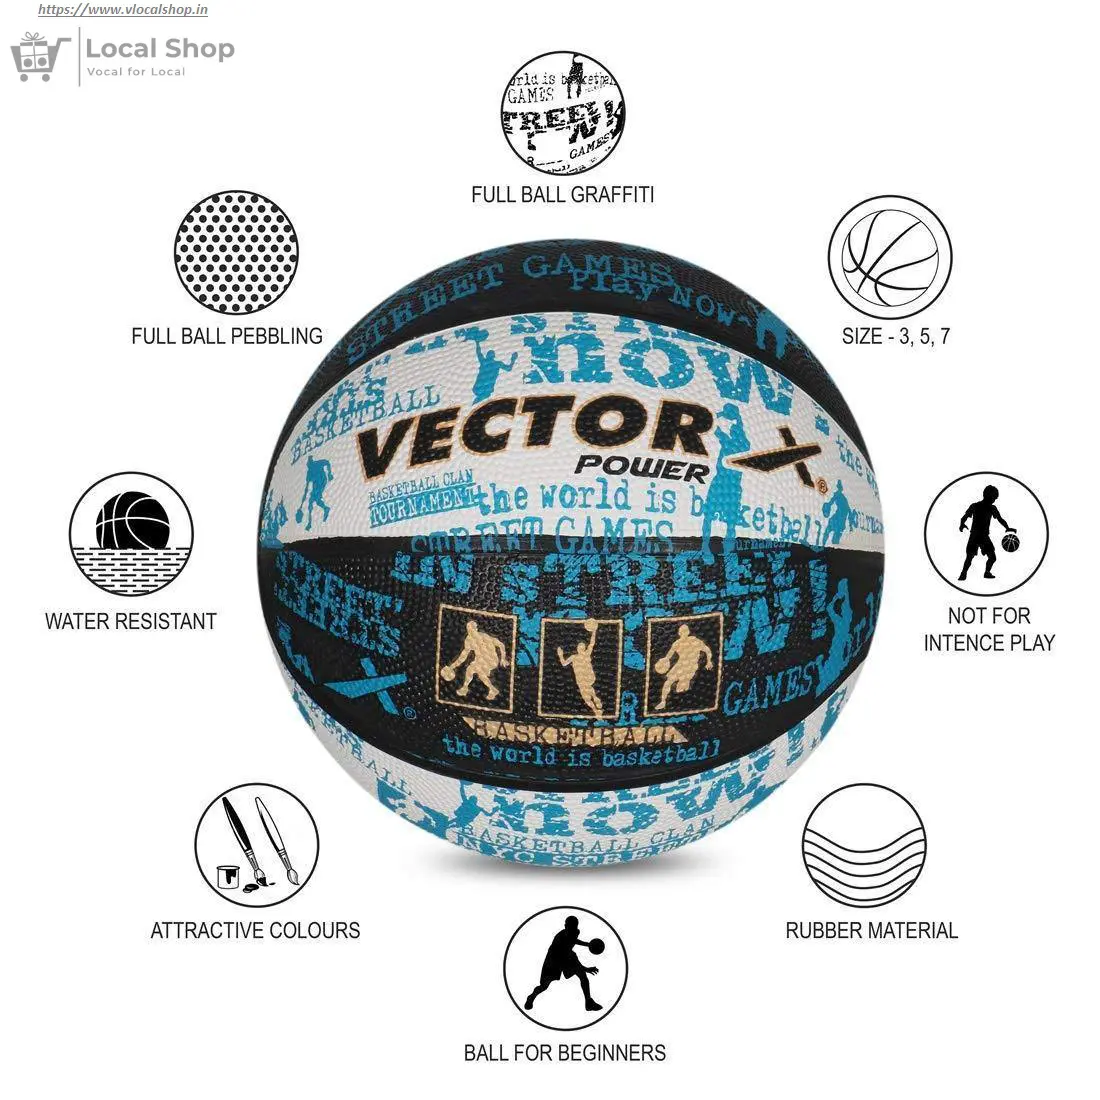 https://www.vlocalshop.in
Local Shop
Vocal for Local
world is basketball
GAMES
STREET
GAMES
FULL BALL GRAFFITI
FULL BALL PEBBLING
SIZE - 3, 5, 7
STREET GAMES
Play NOW
now
BASKETBALL
VECTOR X®
POWER
BASKETBALL CLAN
TOURNAMENT
the world is basketball
STREET GAMES
STREET
WATER RESISTANT
NOT FOR
INTENCE PLAY
X®
GAMES
BASKETBALL
the world is basketball
now
BASKETBALL CLAN
NYC STREET
ATTRACTIVE COLOURS
RUBBER MATERIAL
BALL FOR BEGINNERS